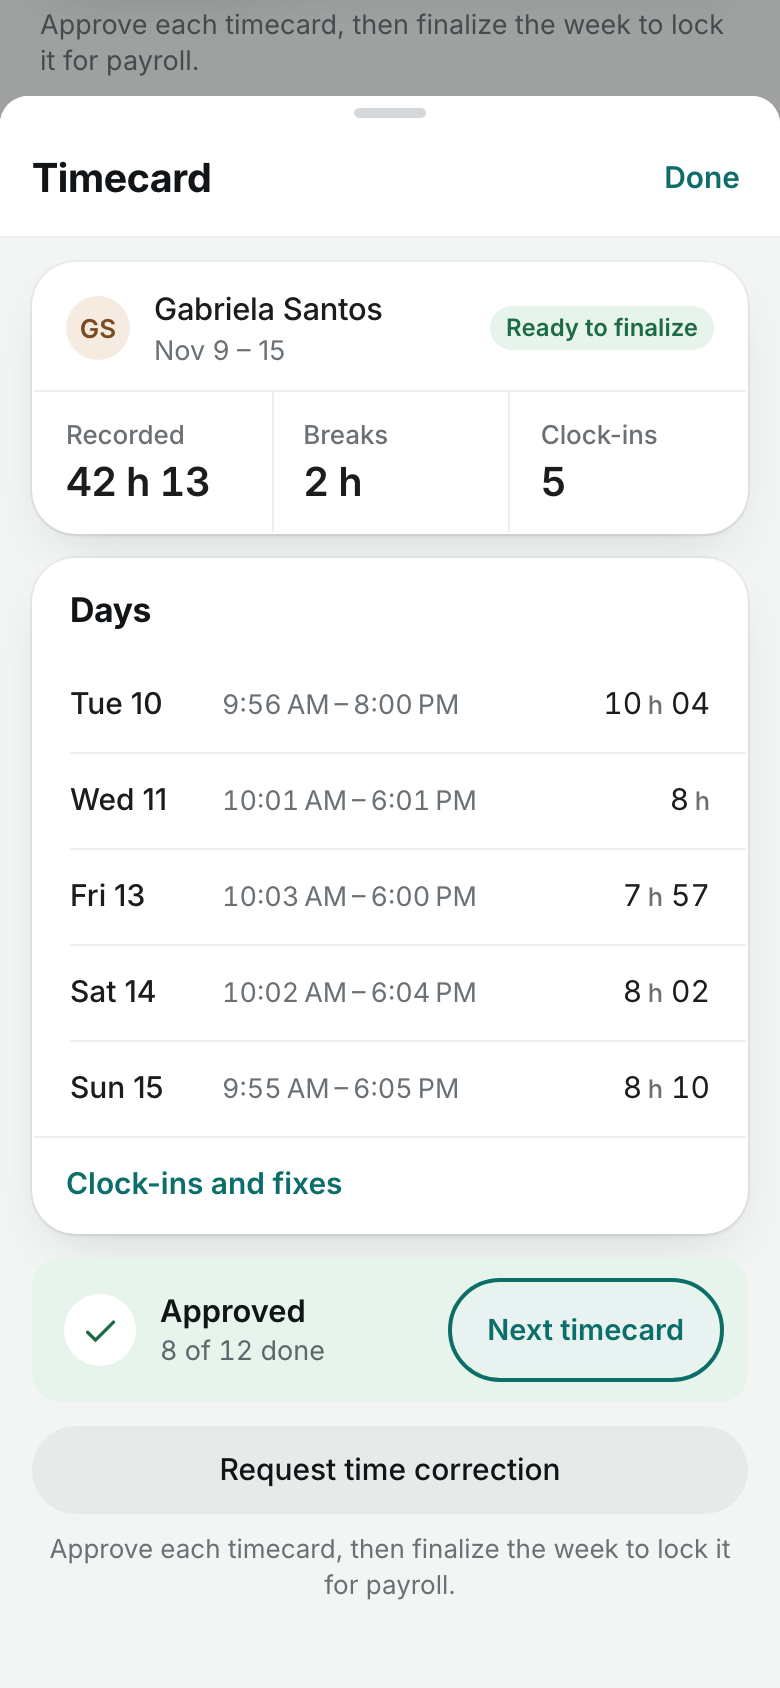 Approve each timecard, then finalize the week to lock
it for payroll.
Timecard
Done
GS
Gabriela Santos
Nov 9 – 15
Ready to finalize
Recorded
42 h 13
Breaks
2 h
Clock-ins
5
Days
Tue 10
9:56 AM – 8:00 PM
10 h 04
Wed 11
10:01 AM – 6:01 PM
8 h
Fri 13
10:03 AM – 6:00 PM
7 h 57
Sat 14
10:02 AM – 6:04 PM
8 h 02
Sun 15
9:55 AM – 6:05 PM
8 h 10
Clock-ins and fixes
Approved
8 of 12 done
Next timecard
Request time correction
Approve each timecard, then finalize the week to lock it
for payroll.